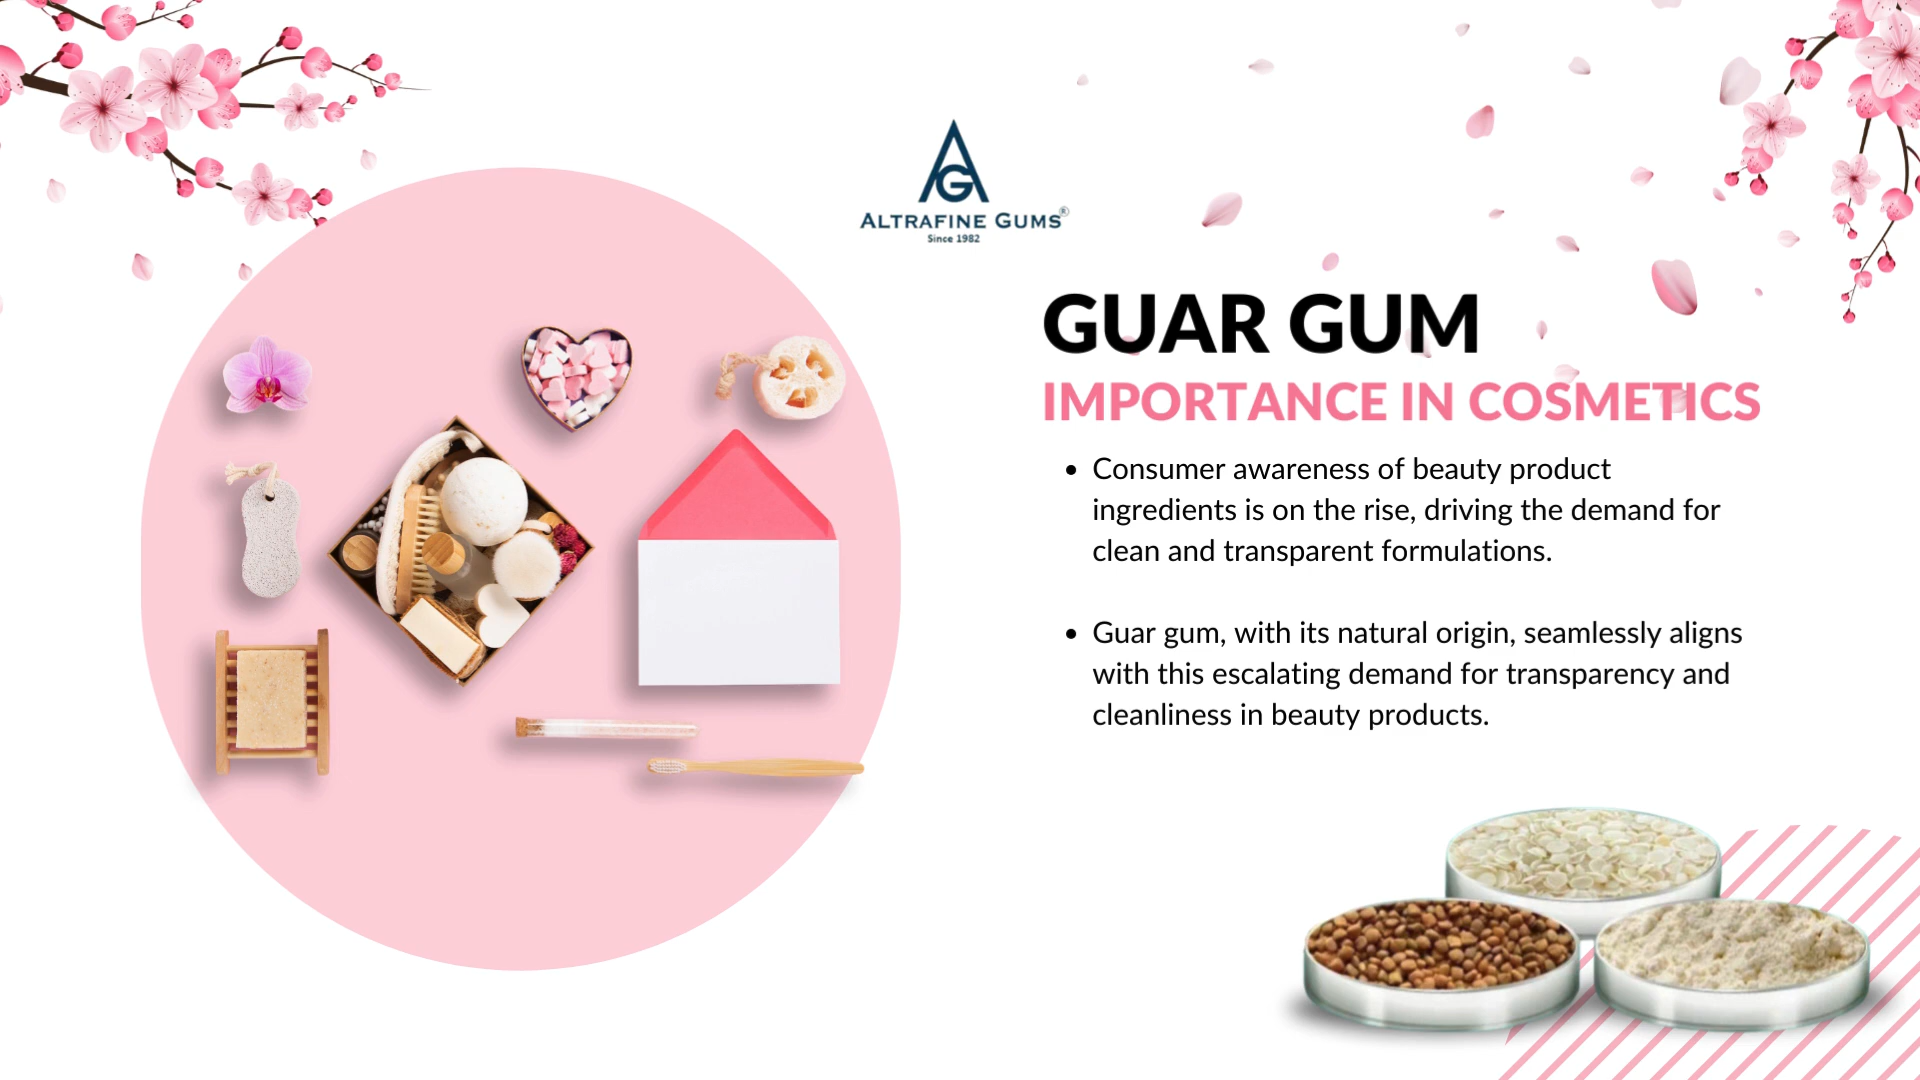 AG
ALTRAFINE GUMS®
Since 1982
GUAR GUM
IMPORTANCE IN COSMETICS
• Consumer awareness of beauty product
ingredients is on the rise, driving the demand for
clean and transparent formulations.
• Guar gum, with its natural origin, seamlessly aligns
with this escalating demand for transparency and
cleanliness in beauty products.